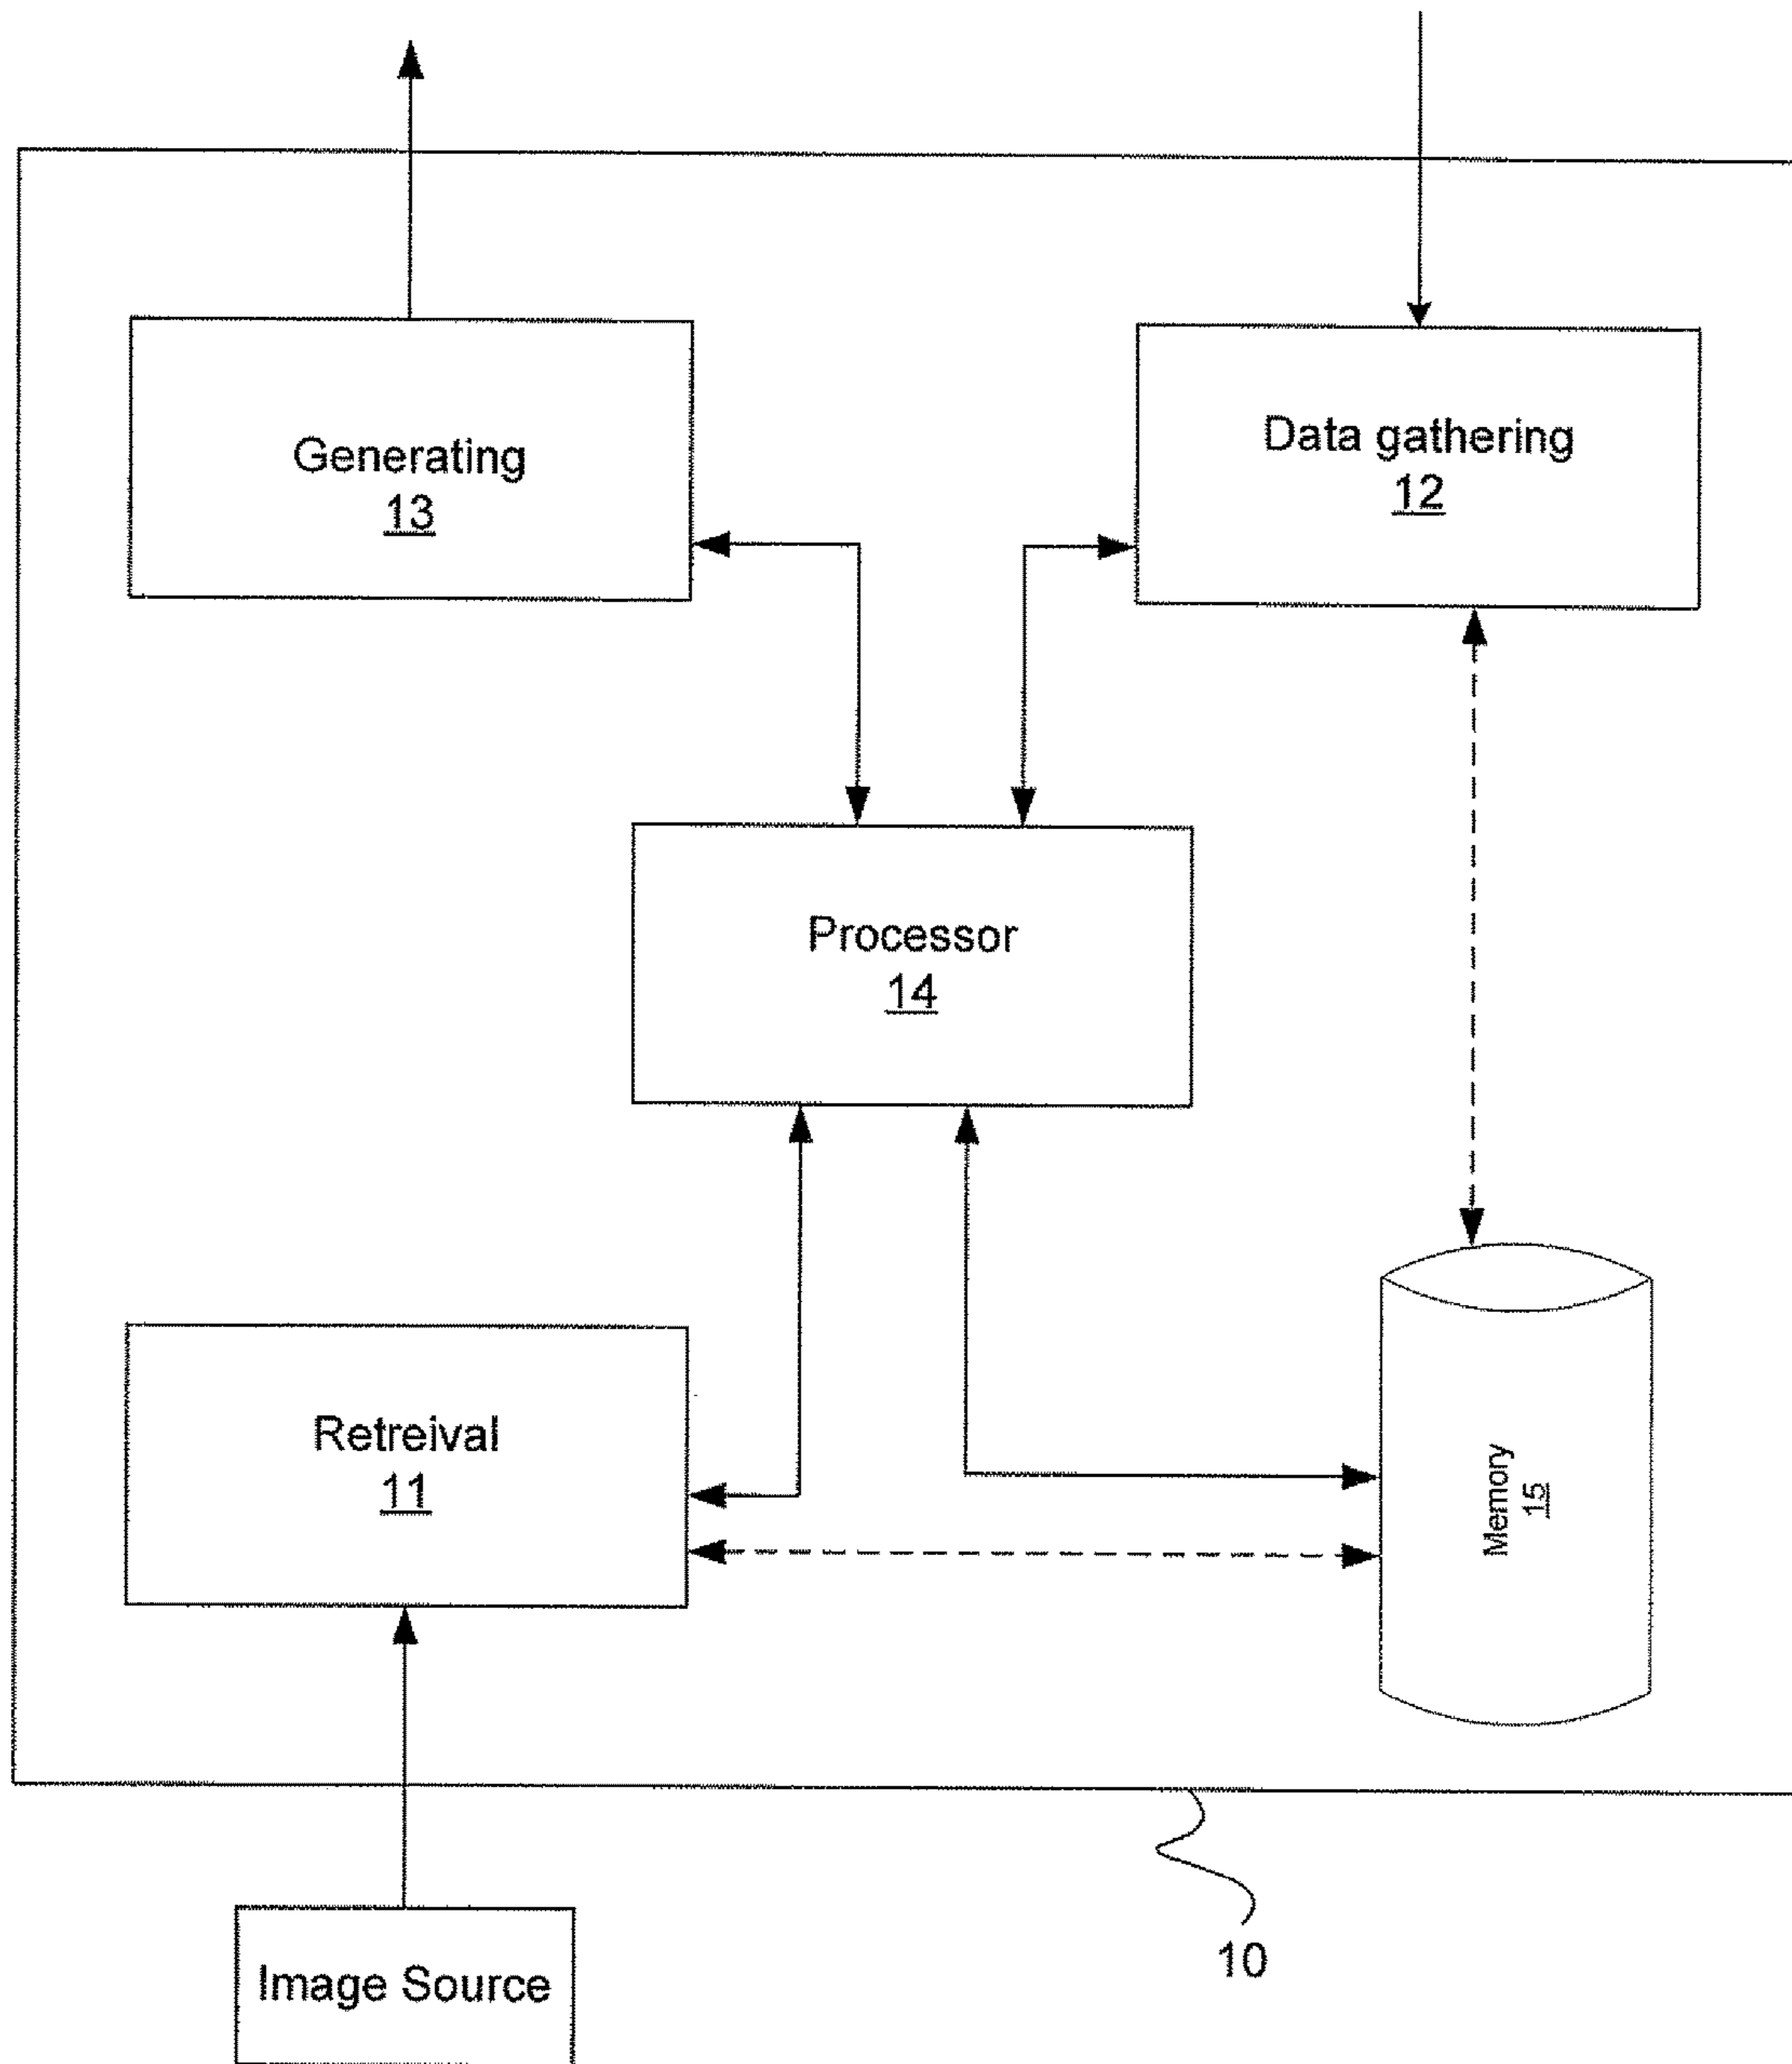 Generating
13
Data gathering
12
Processor
14
Retreival
11
Memory
15
10
Image Source